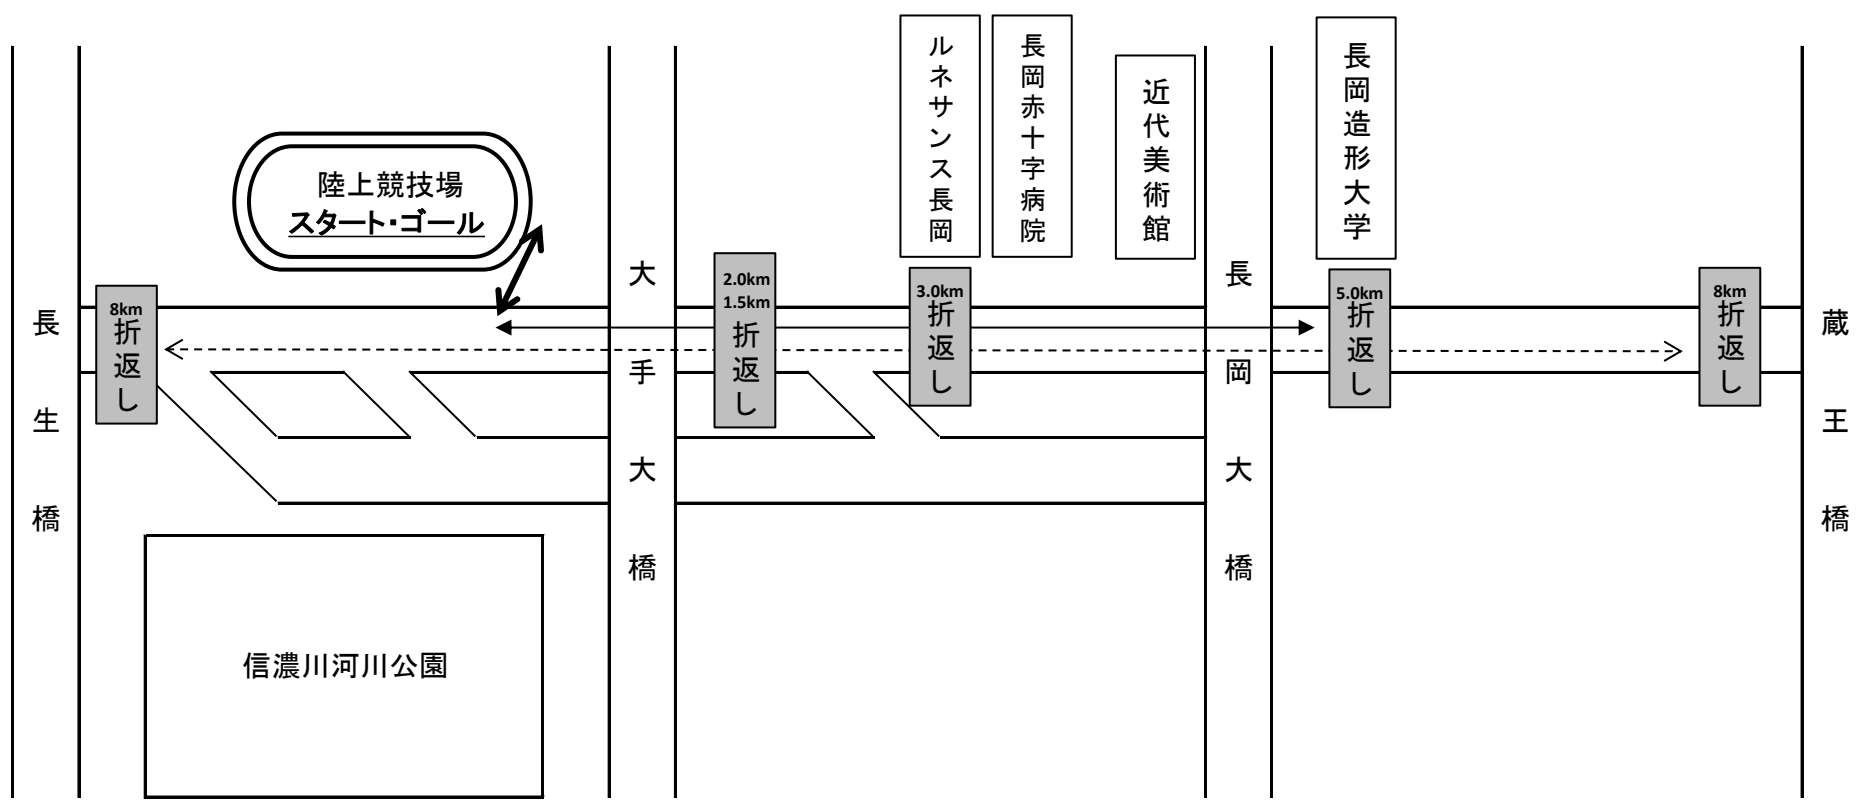 ルネサンス長岡
長岡赤十字病院
近代美術館
長岡造形大学
陸上競技場
スタート・ゴール
長生橋
8km
折返し
大手大橋
2.0km
1.5km
折返し
3.0km
折返し
長岡大橋
5.0km
折返し
8km
折返し
蔵王橋
信濃川河川公園